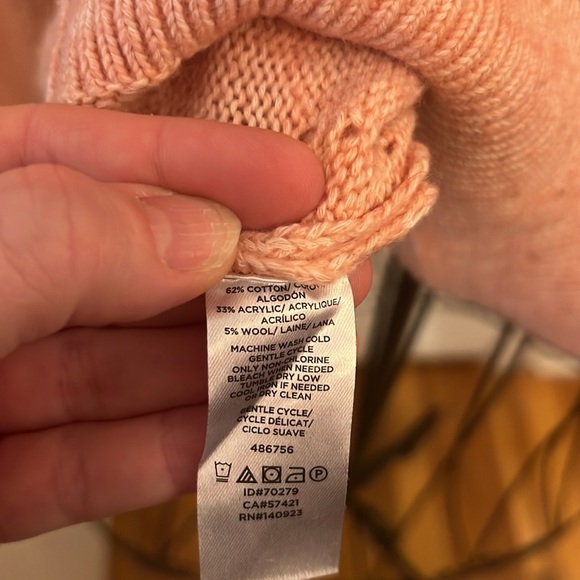 62% COTTON/
ALGODÓN
33% ACRYLIC/ ACRYLIQUE/
ACRÍLICO
5% WOOL/ LAINE/ LANA
MACHINE WASH COLD
GENTLE CYCLE
ONLY NON-CHLORINE
BLEACH WHEN NEEDED
TUMBLE DRY LOW
COOL IRON IF NEEDED
OR DRY CLEAN
GENTLE CYCLE/
CYCLE DÉLICAT/
CICLO SUAVE
486756
P
ID#70279
CA#57421
RN#140923